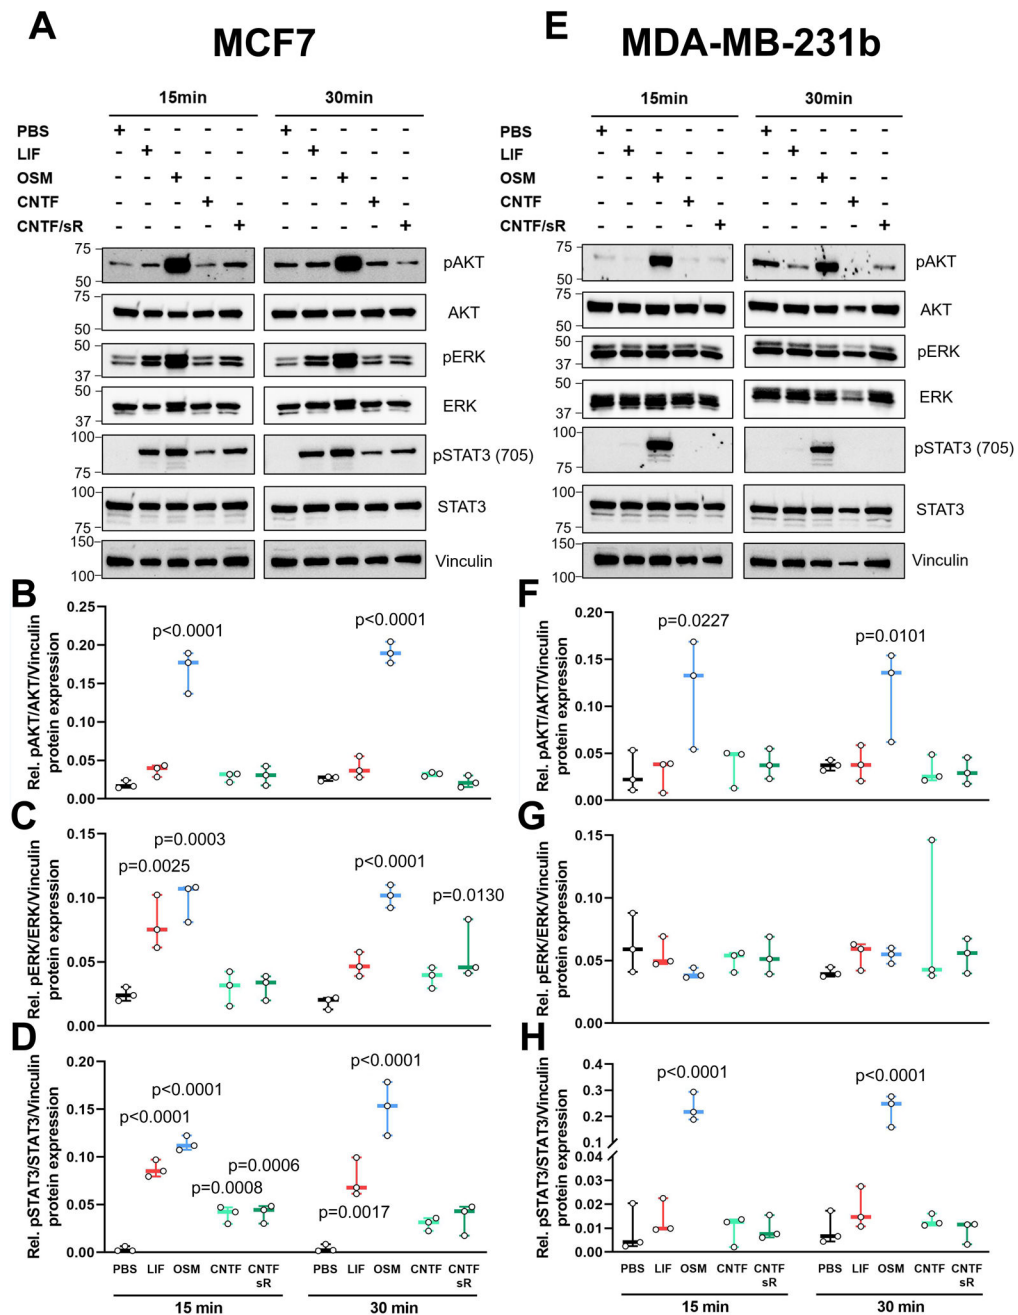 A
MCF7
15min
30min
PBS + - - - - + - - - -
LIF - + - - - - + - - -
OSM - - + - - - - + - -
CNTF - - - + - - - - + -
CNTF/sR - - - - + - - - - +
75
50
pAKT
75
50
AKT
50
37
pERK
50
37
ERK
100
75
pSTAT3 (705)
100
75
STAT3
150
100
Vinculin
E
MDA-MB-231b
15min
30min
PBS + - - - - + - - - -
LIF - + - - - - + - - -
OSM - - + - - - - + - -
CNTF - - - + - - - - + -
CNTF/sR - - - - + - - - - +
75
50
pAKT
75
50
AKT
50
37
pERK
50
37
ERK
100
75
pSTAT3 (705)
100
75
STAT3
150
100
Vinculin
B
Rel. pAKT/AKT/Vinculin
protein expression
0.25
0.20
0.15
0.10
0.05
0.00
p<0.0001
p<0.0001
F
Rel. pAKT/AKT/Vinculin
protein expression
0.20
0.15
0.10
0.05
0.00
p=0.0227
p=0.0101
C
Rel. pERK/ERK/Vinculin
protein expression
0.15
0.10
0.05
0.00
p=0.0003
p=0.0025
p<0.0001
p=0.0130
G
Rel. pERK/ERK/Vinculin
protein expression
0.15
0.10
0.05
0.00
D
Rel. pSTAT3/STAT3/Vinculin
protein expression
0.20
0.15
0.10
0.05
0.00
p<0.0001
p<0.0001
p=0.0008
p=0.0006
p<0.0001
p=0.0017
PBS LIF OSM CNTF CNTF sR PBS LIF OSM CNTF CNTF sR
15 min
30 min
H
Rel. pSTAT3/STAT3/Vinculin
protein expression
0.4
0.3
0.2
0.1
0.04
0.03
0.02
0.01
0.00
p<0.0001
p<0.0001
PBS LIF OSM CNTF CNTF sR PBS LIF OSM CNTF CNTF sR
15 min
30 min